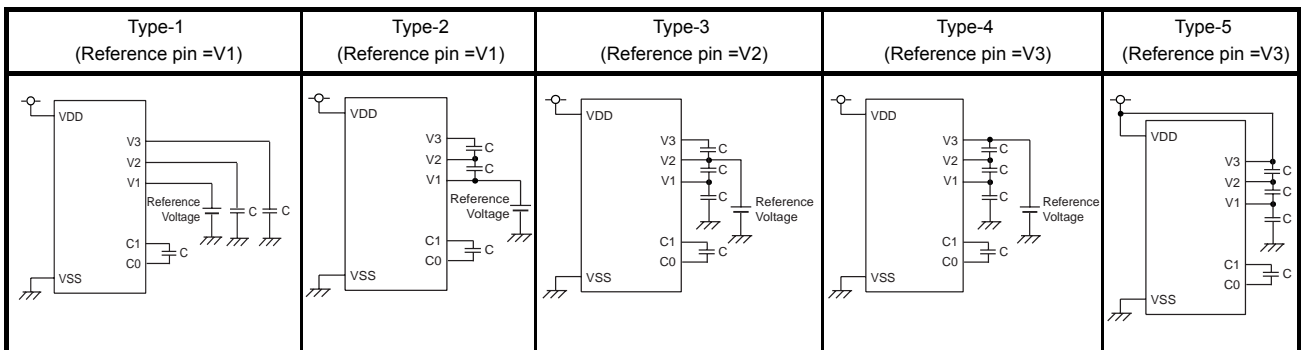 Type-1
(Reference pin =V1)
Type-2
(Reference pin =V1)
Type-3
(Reference pin =V2)
Type-4
(Reference pin =V3)
Type-5
(Reference pin =V3)
VDD
V3
V2
V1
Reference
Voltage
C
C
C1
C
C0
VSS
VDD
V3
C
V2
C
V1
Reference
Voltage
C1
C
C0
VSS
VDD
V3
C
V2
C
V1
C
Reference
Voltage
C1
C
C0
VSS
VDD
V3
C
V2
C
V1
C
Reference
Voltage
C1
C
C0
VSS
VDD
V3
C
V2
C
V1
C
C1
C
C0
VSS